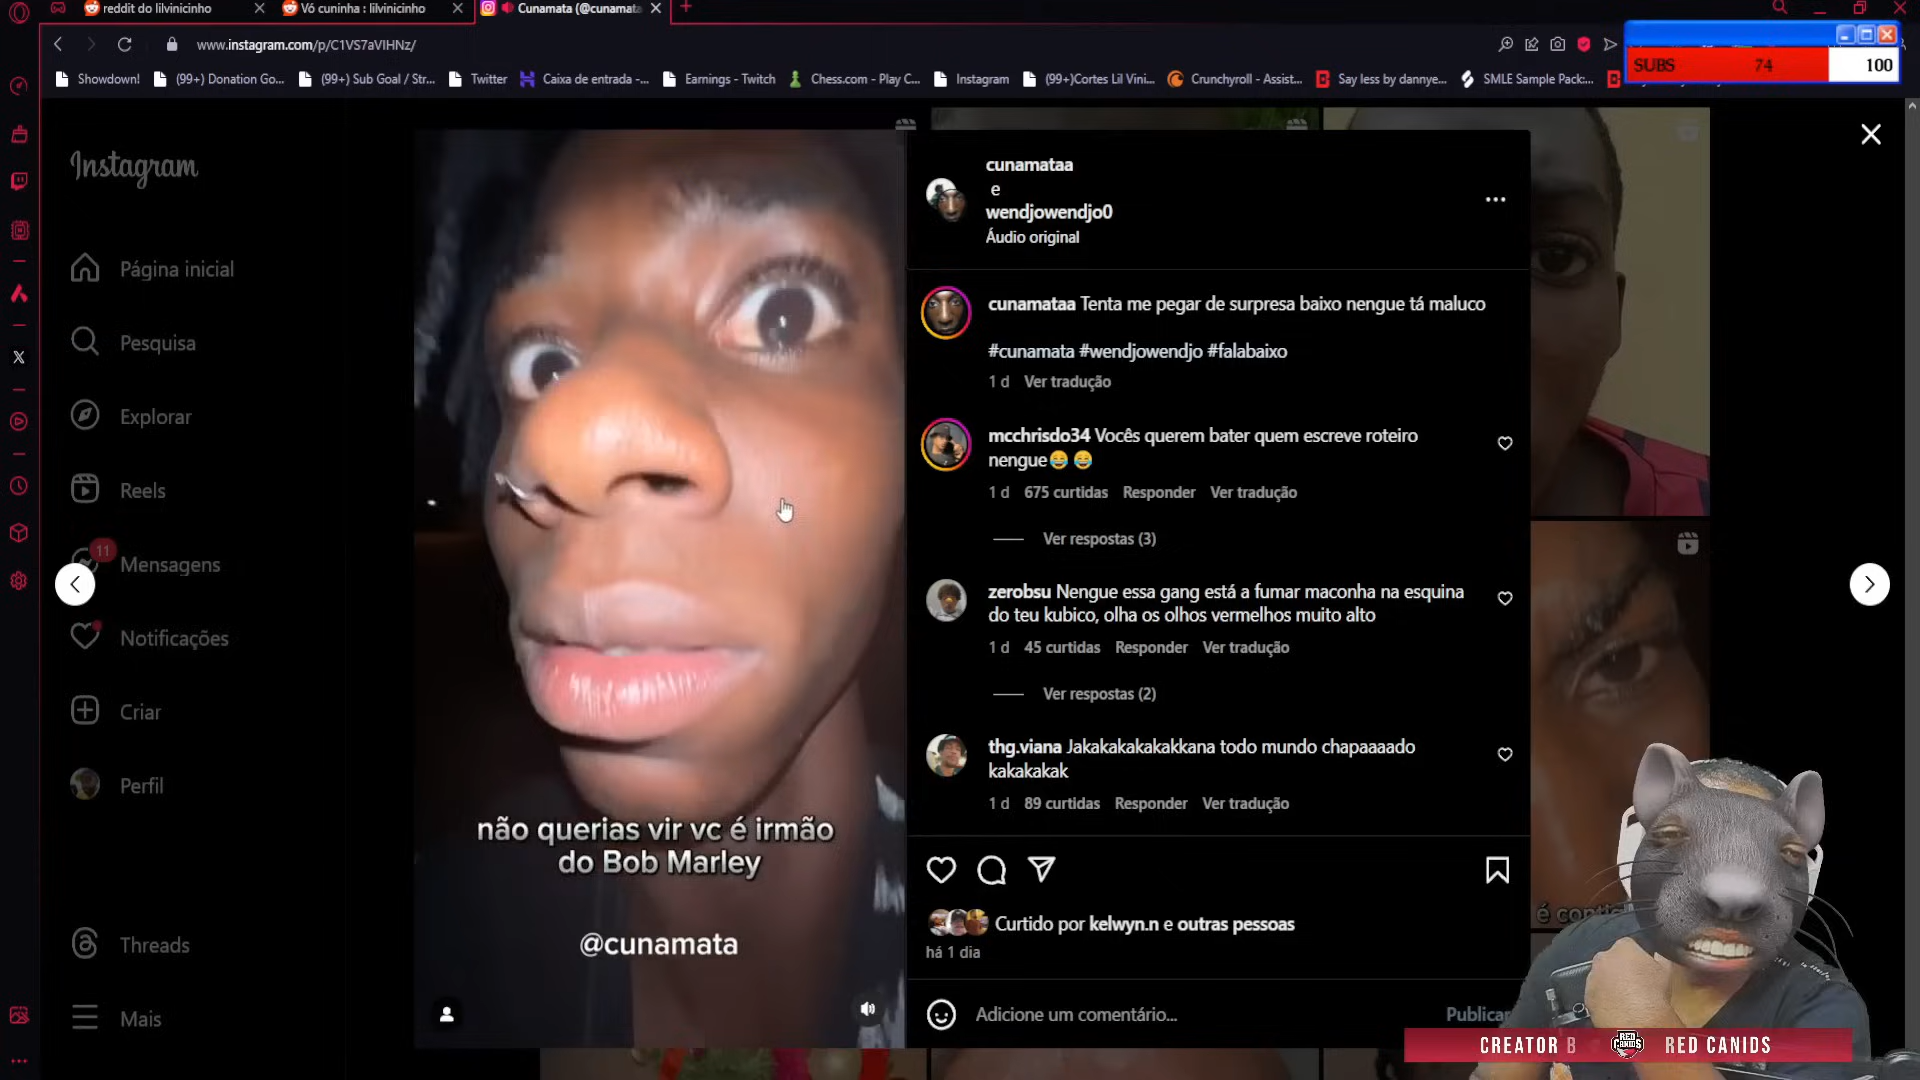 reddit do lilvinicinho
Vó cuninha : lilvinicinho
Cunamata (@cunamata
www.instagram.com/p/C1VS7aVIHNz/
SUBS 74 100
Showdown!
(99+) Donation Go...
(99+) Sub Goal / Str...
Twitter
Caixa de entrada -...
Earnings - Twitch
Chess.com - Play C...
Instagram
(99+)Cortes Lil Vini...
Crunchyroll - Assist...
Say less by dannye...
SMLE Sample Pack:...
Instagram
Página inicial
Pesquisa
Explorar
Reels
11
Mensagens
Notificações
Criar
Perfil
Threads
Mais
não querias vir vc é irmão
do Bob Marley
@cunamata
cunamataa
e
wendjowendjo0
Áudio original
cunamataa Tenta me pegar de surpresa baixo nengue tá maluco
#cunamata #wendjowendjo #falabaixo
1 d Ver tradução
mcchrisdo34 Vocês querem bater quem escreve roteiro
nengue😂😂
1 d 675 curtidas Responder Ver tradução
Ver respostas (3)
zerobsu Nengue essa gang está a fumar maconha na esquina
do teu kubico, olha os olhos vermelhos muito alto
1 d 45 curtidas Responder Ver tradução
Ver respostas (2)
thg.viana Jakakakakakakkana todo mundo chapaaaado
kakakakak
1 d 89 curtidas Responder Ver tradução
Curtido por kelwyn.n e outras pessoas
há 1 dia
Adicione um comentário...
Publicar
CREATOR B RED CANIDS RED CANIDS